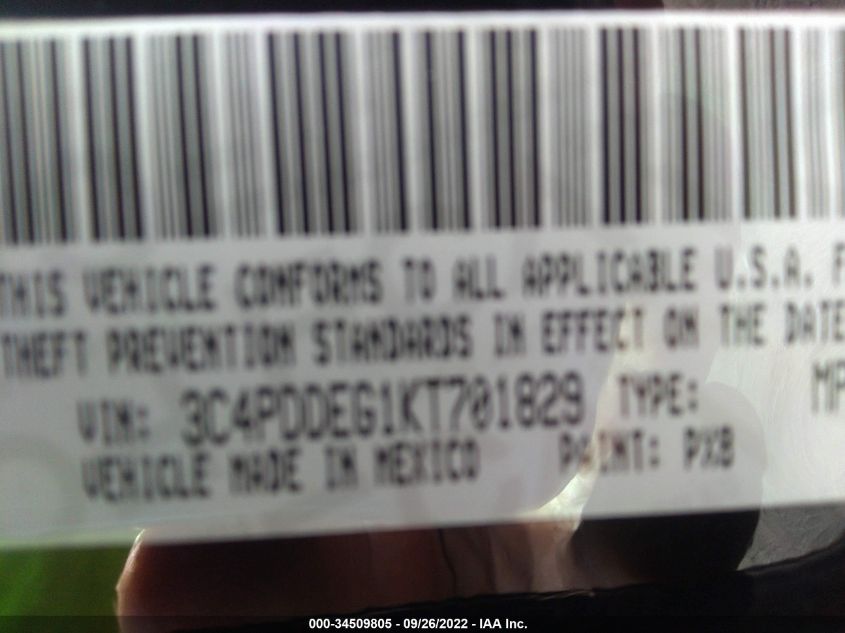 THIS VEHICLE CONFORMS TO ALL APPLICABLE U.S.A. F
THEFT PREVENTION STANDARDS IN EFFECT ON THE DATE
VIN: 3C4PDDEG1KT701829 TYPE: MP
VEHICLE MADE IN MEXICO PAINT: PXB
000-34509805 - 09/26/2022 - IAA Inc.